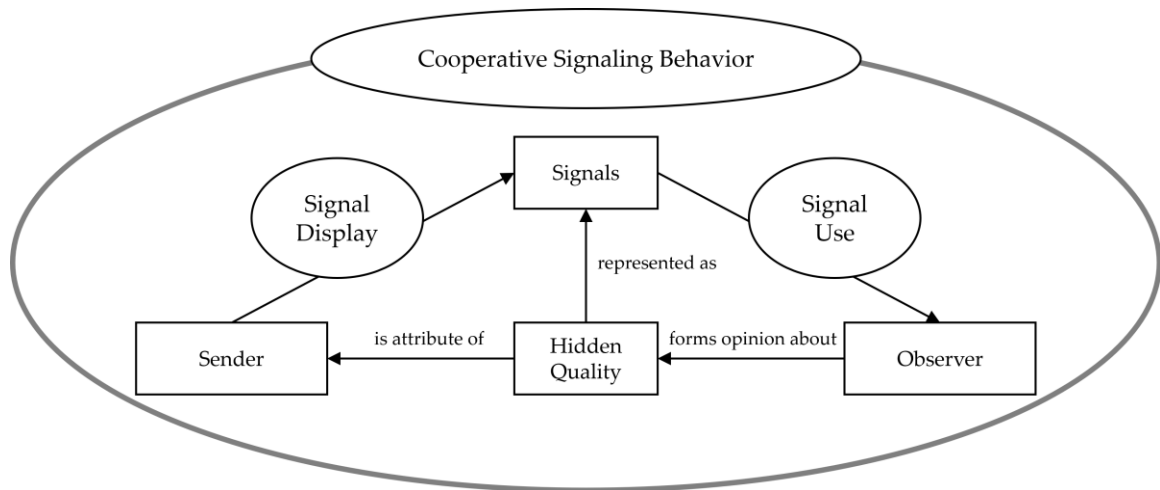 Cooperative Signaling Behavior
Signals
Signal
Display
Signal
Use
represented as
is attribute of
forms opinion about
Sender
Hidden
Quality
Observer